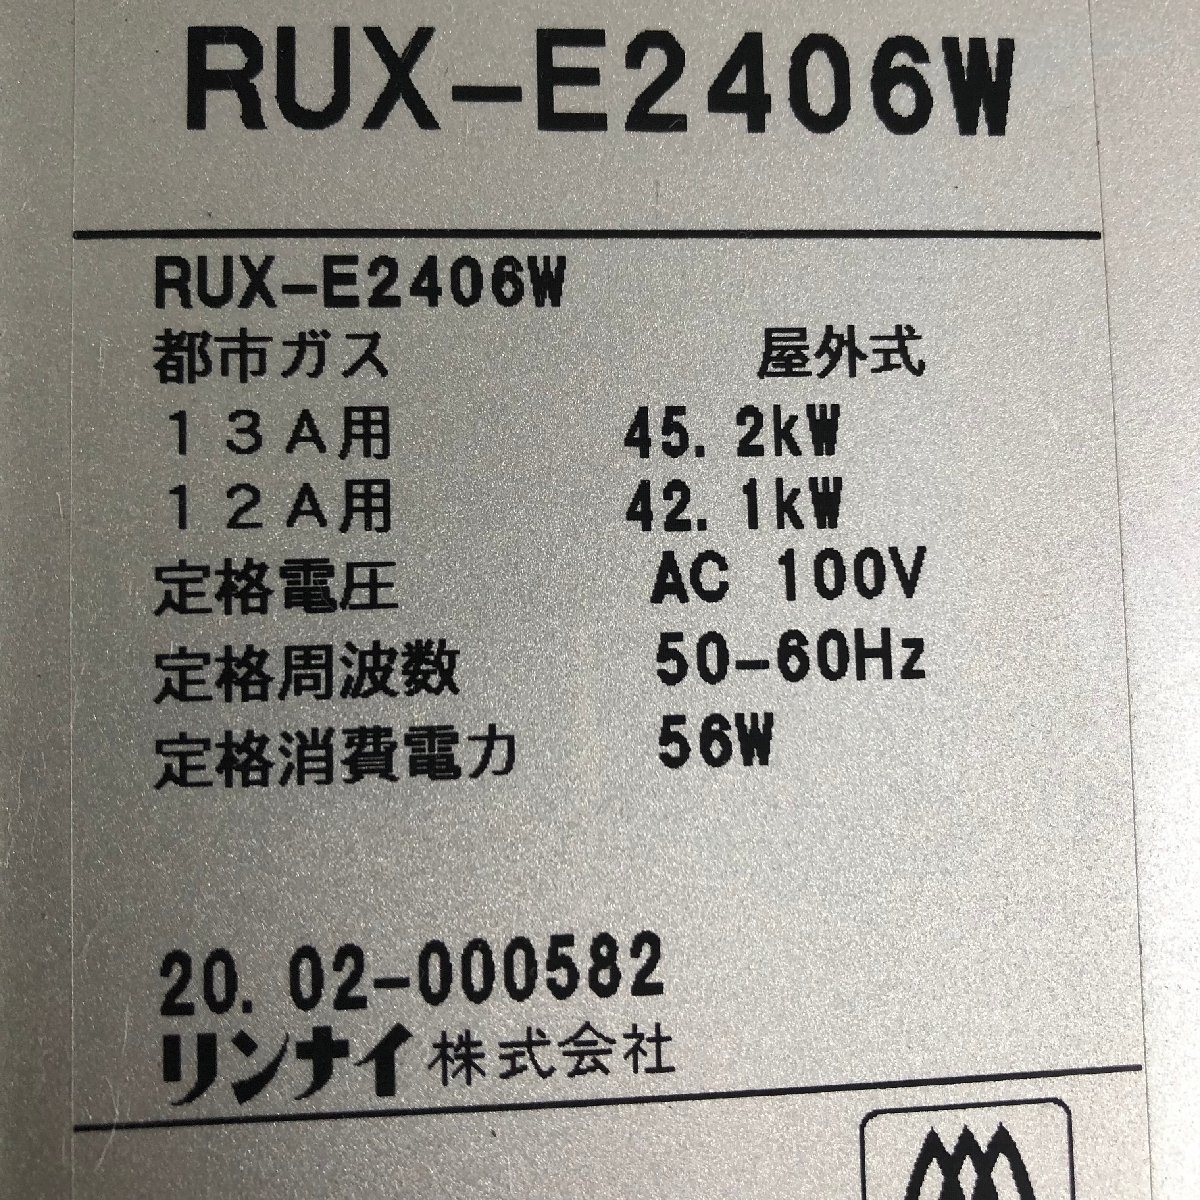 RUX-E2406W
RUX-E2406W
都市ガス 屋外式
13A用 45.2kW
12A用 42.1kW
定格電圧 AC 100V
定格周波数 50-60Hz
定格消費電力 56W
20.02-000582
リンナイ株式会社